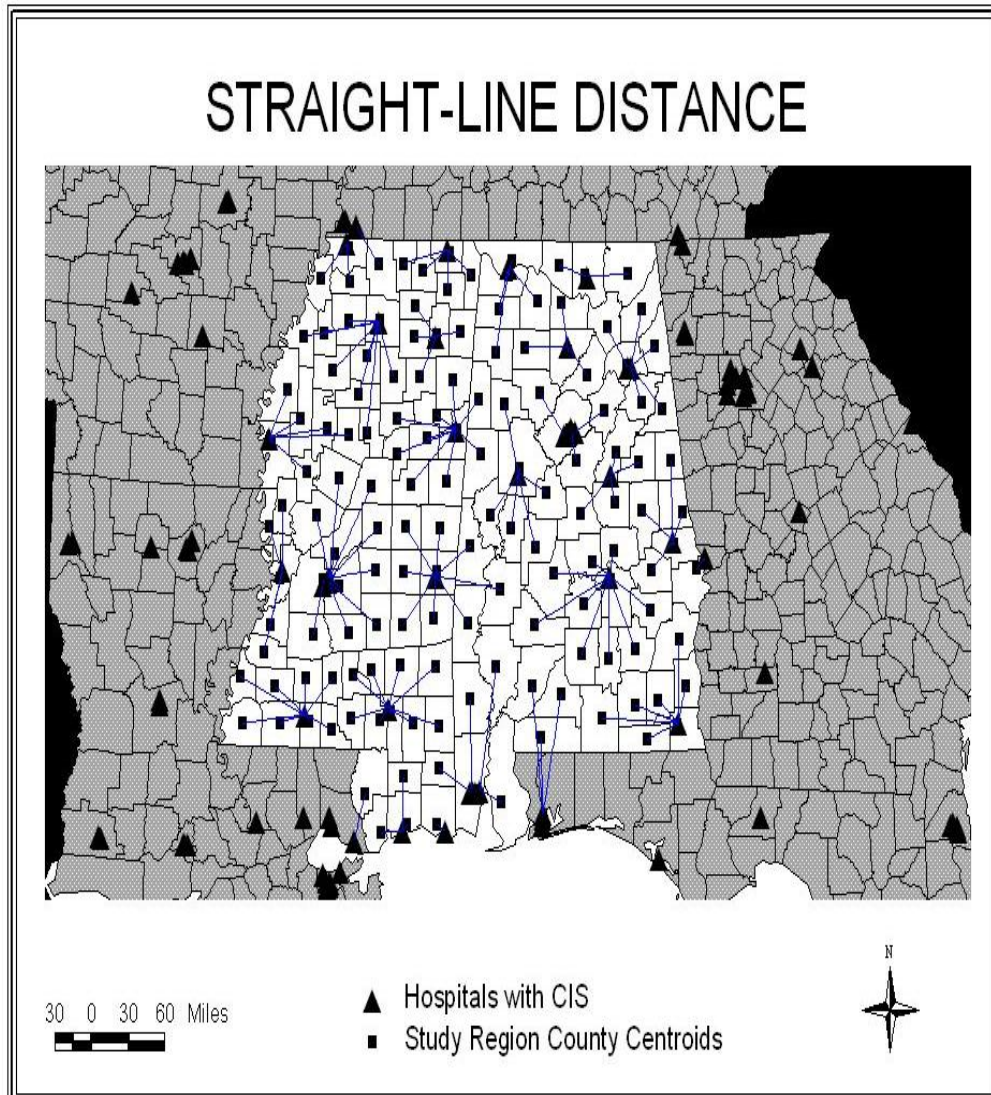 STRAIGHT-LINE DISTANCE
N
30 0 30 60 Miles
Hospitals with CIS
Study Region County Centroids